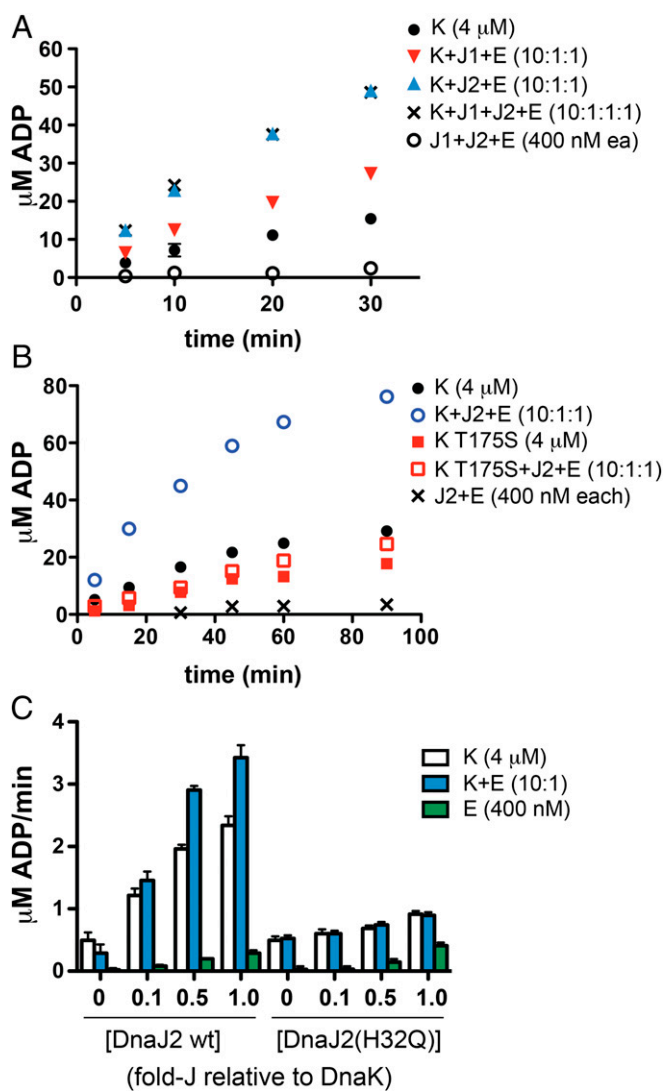 A
K (4 μM)
K+J1+E (10:1:1)
K+J2+E (10:1:1)
K+J1+J2+E (10:1:1:1)
J1+J2+E (400 nM ea)
μM ADP
60
50
40
30
20
10
0
0 10 20 30
time (min)
B
K (4 μM)
K+J2+E (10:1:1)
K T175S (4 μM)
K T175S+J2+E (10:1:1)
J2+E (400 nM each)
μM ADP
80
60
40
20
0
0 20 40 60 80 100
time (min)
C
K (4 μM)
K+E (10:1)
E (400 nM)
μM ADP/min
4
3
2
1
0
0 0.1 0.5 1.0 0 0.1 0.5 1.0
[DnaJ2 wt] [DnaJ2(H32Q)]
(fold-J relative to DnaK)